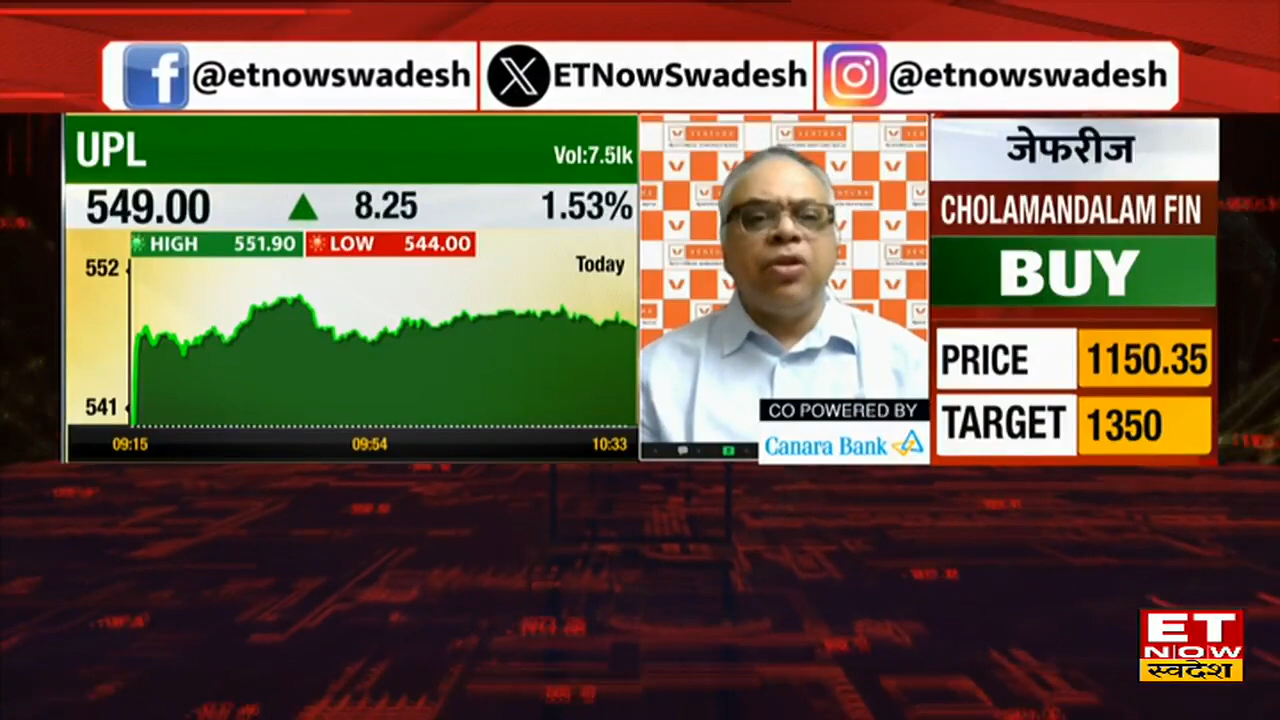 @etnowswadesh
ETNowSwadesh
@etnowswadesh
UPL
Vol:7.5lk
549.00 8.25 1.53%
HIGH 551.90 LOW 544.00
Today
552
541
09:15 09:54 10:33
VENTURA
CO POWERED BY
Canara Bank
जेफरीज
CHOLAMANDALAM FIN
BUY
PRICE 1150.35
TARGET 1350
ET
NOW
स्वदेश